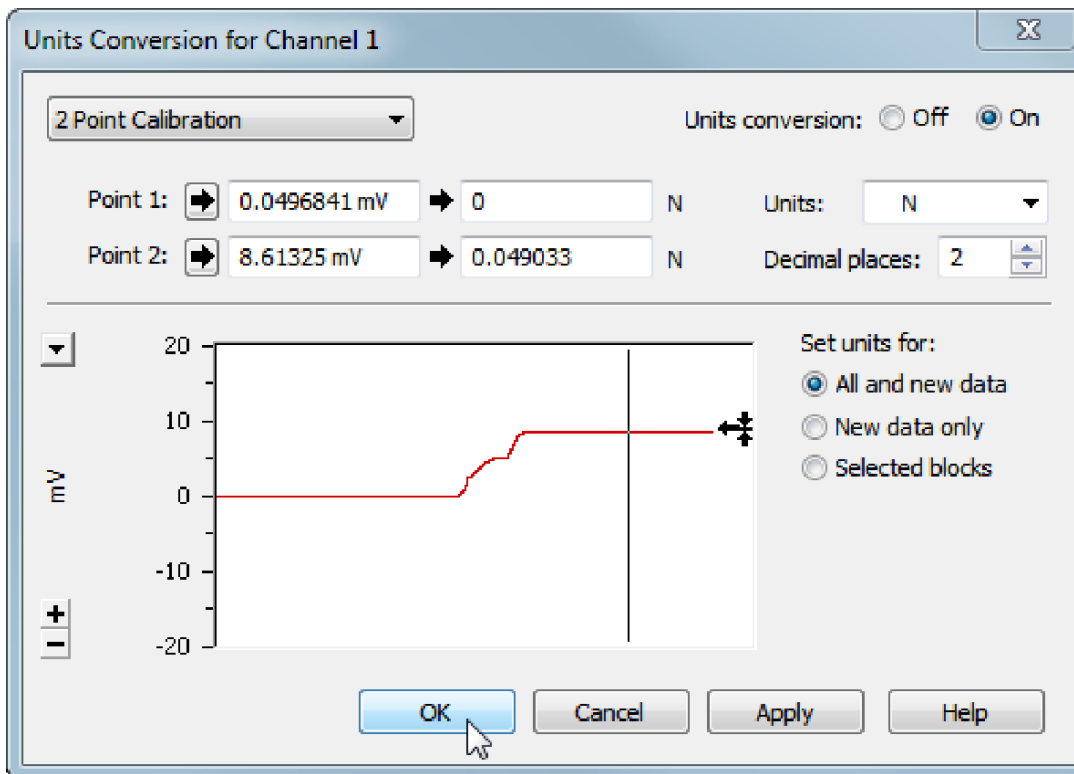 Units Conversion for Channel 1
2 Point Calibration Units conversion: Off On
Point 1: 0.0496841 mV 0 N Units: N
Point 2: 8.61325 mV 0.049033 N Decimal places: 2
Set units for:
All and new data
New data only
Selected blocks
20
10
0
-10
-20
mV
+
−
OK Cancel Apply Help